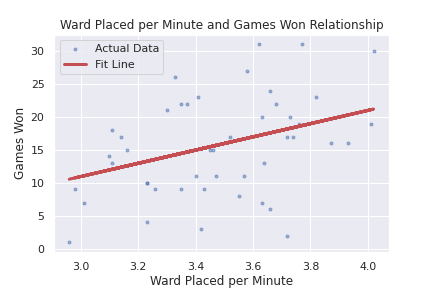 Ward Placed per Minute and Games Won Relationship
Actual Data
Fit Line
Games Won
30
25
20
15
10
5
0
3.0 3.2 3.4 3.6 3.8 4.0
Ward Placed per Minute